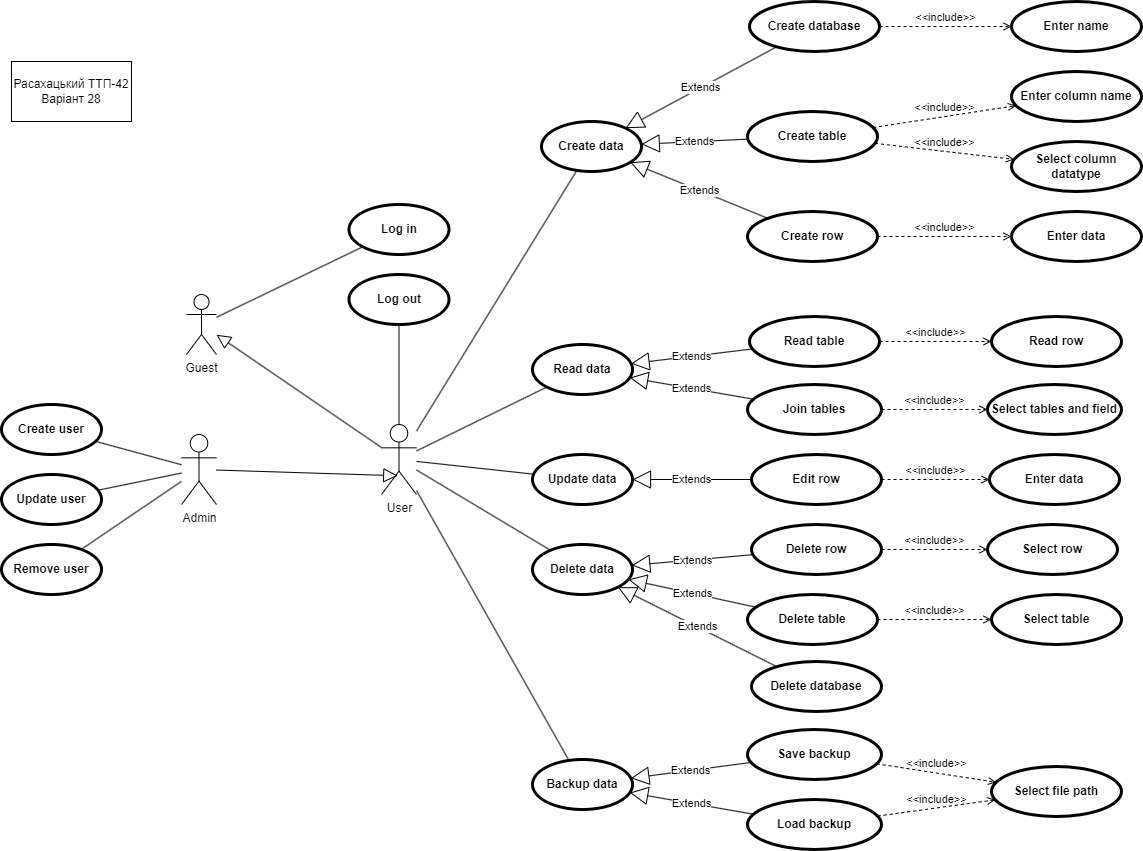 Create database
<<include>>
Enter name
Расахацький ТТП-42
Варіант 28
Extends
Enter column name
<<include>>
Create data
Extends
Create table
<<include>>
Select column
datatype
Extends
Create row
<<include>>
Enter data
Log in
Log out
Guest
Read data
Extends
Read table
<<include>>
Read row
Extends
Join tables
<<include>>
Select tables and field
Create user
Update user
Remove user
Admin
User
Update data
Extends
Edit row
<<include>>
Enter data
Delete data
Extends
Delete row
<<include>>
Select row
Extends
Delete table
<<include>>
Select table
Extends
Delete database
Backup data
Extends
Save backup
<<include>>
Select file path
Extends
Load backup
<<include>>